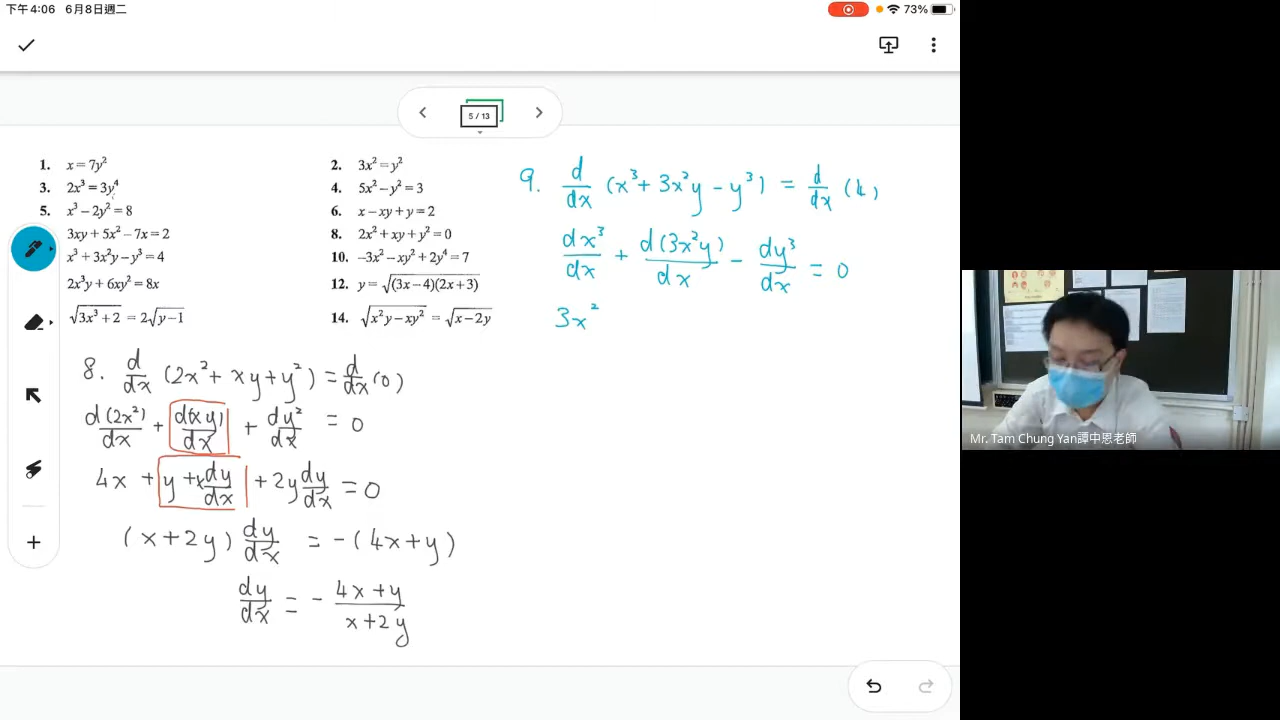 下午4:06 6月8日週二
73%
5 / 13
1. x = 7y²
2. 3x² = y²
3. 2x³ = 3y⁴
4. 5x² – y² = 3
5. x³ – 2y² = 8
6. x – xy + y = 2
3xy + 5x² – 7x = 2
8. 2x² + xy + y² = 0
x³ + 3x²y – y³ = 4
10. –3x² – xy² + 2y⁴ = 7
2x³y + 6xy² = 8x
12. y = √(3x – 4)(2x + 3)
√3x³ + 2 = 2√y – 1
14. √x²y – xy² = √x – 2y
8. d/dx (2x² + xy + y²) = d/dx (0)
d(2x²)/dx + d(xy)/dx + dy²/dx = 0
4x + y + x dy/dx + 2y dy/dx = 0
(x + 2y) dy/dx = –(4x + y)
dy/dx = – 4x + y / x + 2y
9. d/dx (x³ + 3x²y – y³) = d/dx (4)
dx³/dx + d(3x²y)/dx – dy³/dx = 0
3x²
Mr. Tam Chung Yan譚中恩老師